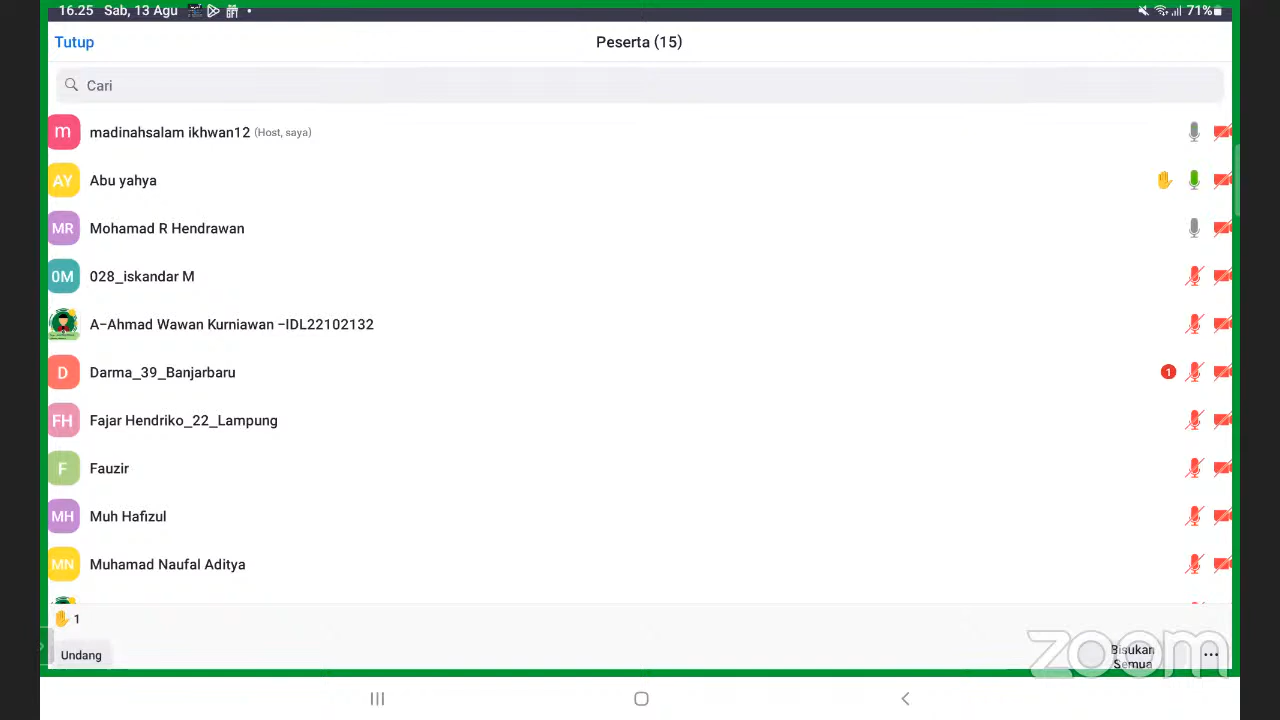 16.25 Sab, 13 Agu
71%
Tutup
Peserta (15)
Cari
m madinahsalam ikhwan12 (Host, saya)
AY Abu yahya
MR Mohamad R Hendrawan
0M 028_iskandar M
A-Ahmad Wawan Kurniawan -IDL22102132
D Darma_39_Banjarbaru 1
FH Fajar Hendriko_22_Lampung
F Fauzir
MH Muh Hafizul
MN Muhamad Naufal Aditya
1
Undang
Bisukan
Semua
zoom